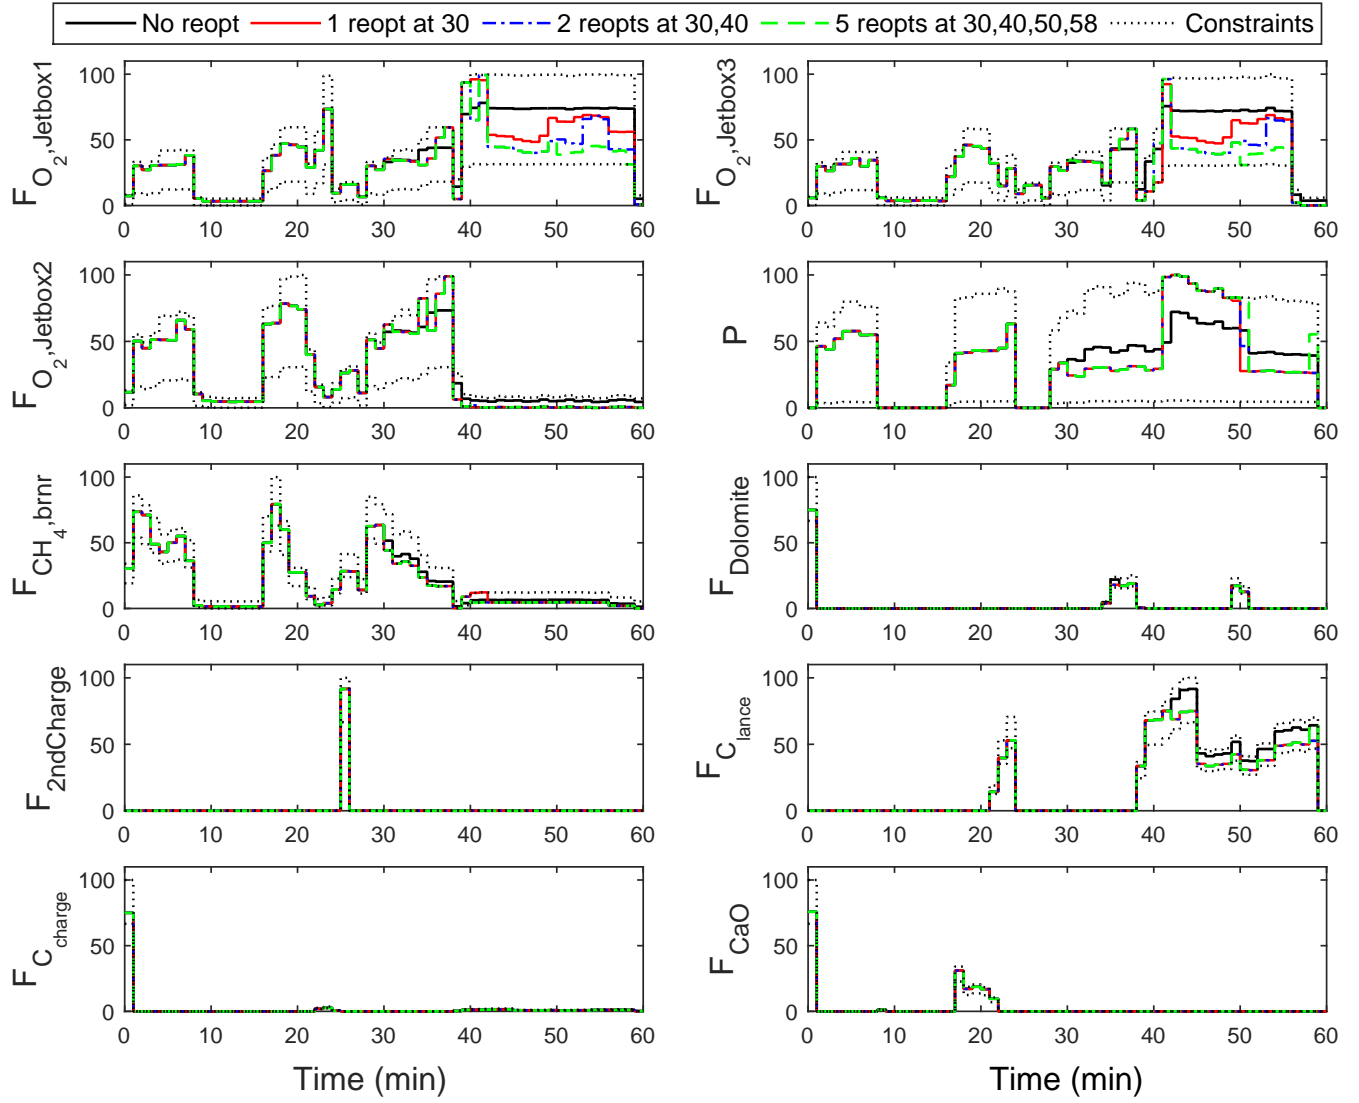 No reopt 1 reopt at 30 2 reopts at 30,40 5 reopts at 30,40,50,58 Constraints
F O2,Jetbox1
100
50
0
0 10 20 30 40 50 60
F O2,Jetbox3
100
50
0
0 10 20 30 40 50 60
F O2,Jetbox2
100
50
0
0 10 20 30 40 50 60
P
100
50
0
0 10 20 30 40 50 60
F CH4,brnr
100
50
0
0 10 20 30 40 50 60
F Dolomite
100
50
0
0 10 20 30 40 50 60
F 2ndCharge
100
50
0
0 10 20 30 40 50 60
F C lance
100
50
0
0 10 20 30 40 50 60
F C charge
100
50
0
0 10 20 30 40 50 60
Time (min)
F CaO
100
50
0
0 10 20 30 40 50 60
Time (min)